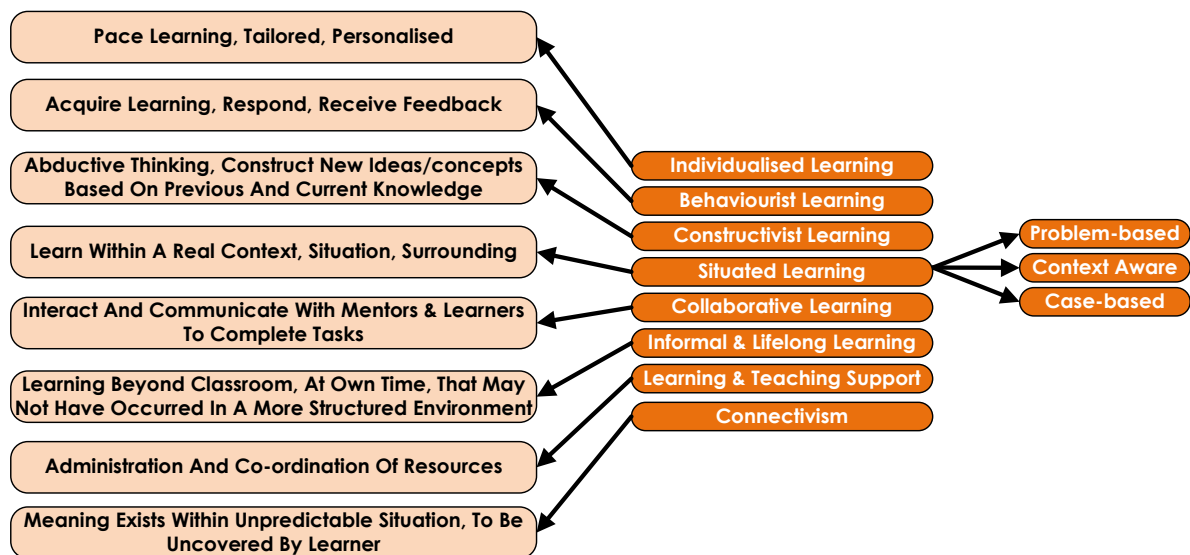 Pace Learning, Tailored, Personalised
Acquire Learning, Respond, Receive Feedback
Abductive Thinking, Construct New Ideas/concepts
Based On Previous And Current Knowledge
Learn Within A Real Context, Situation, Surrounding
Interact And Communicate With Mentors & Learners
To Complete Tasks
Learning Beyond Classroom, At Own Time, That May
Not Have Occurred In A More Structured Environment
Administration And Co-ordination Of Resources
Meaning Exists Within Unpredictable Situation, To Be
Uncovered By Learner
Individualised Learning
Behaviourist Learning
Constructivist Learning
Situated Learning
Collaborative Learning
Informal & Lifelong Learning
Learning & Teaching Support
Connectivism
Problem-based
Context Aware
Case-based